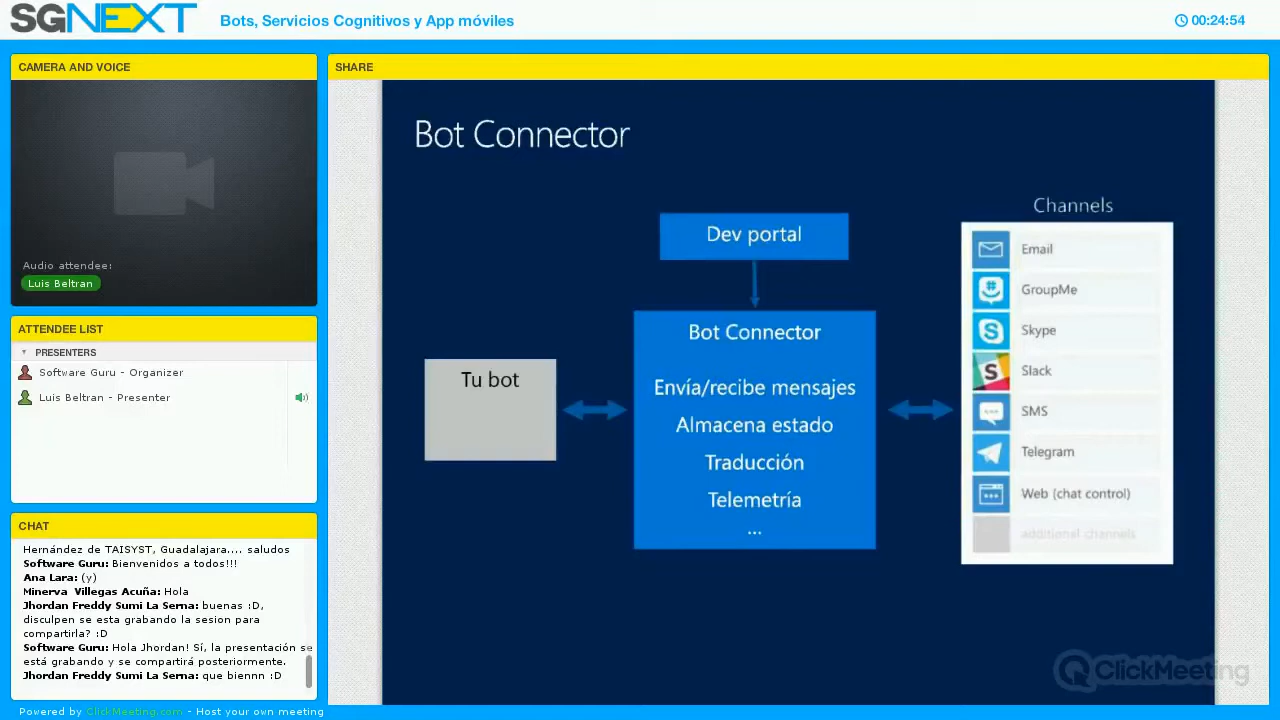 SGNEXT
Bots, Servicios Cognitivos y App móviles
00:24:54
CAMERA AND VOICE
Audio attendee:
Luis Beltran
ATTENDEE LIST
PRESENTERS
Software Guru - Organizer
Luis Beltran - Presenter
CHAT
Hernández de TAISYST, Guadalajara.... saludos
Software Guru: Bienvenidos a todos!!!
Ana Lara: (y)
Minerva Villegas Acuña: Hola
Jhordan Freddy Sumi La Serna: buenas :D,
disculpen se esta grabando la sesion para
compartirla? :D
Software Guru: Hola Jhordan! Sí, la presentación se
está grabando y se compartirá posteriormente.
Jhordan Freddy Sumi La Serna: que biennn :D
Powered by ClickMeeting.com - Host your own meeting
SHARE
Bot Connector
Tu bot
Dev portal
Bot Connector
Envía/recibe mensajes
Almacena estado
Traducción
Telemetría
...
Channels
Email
GroupMe
Skype
Slack
SMS
Telegram
Web (chat control)
additional channels
ClickMeeting